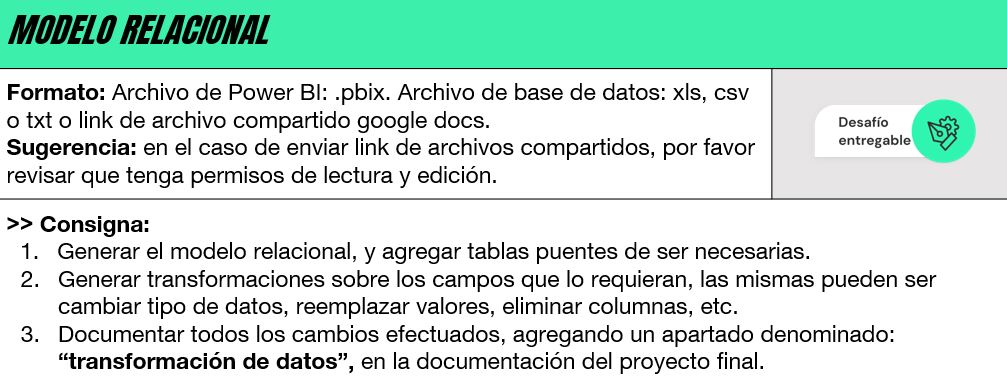 MODELO RELACIONAL
Formato: Archivo de Power BI: .pbix. Archivo de base de datos: xls, csv
o txt o link de archivo compartido google docs.
Sugerencia: en el caso de enviar link de archivos compartidos, por favor
revisar que tenga permisos de lectura y edición.
Desafío
entregable
>> Consigna:
1. Generar el modelo relacional, y agregar tablas puentes de ser necesarias.
2. Generar transformaciones sobre los campos que lo requieran, las mismas pueden ser
cambiar tipo de datos, reemplazar valores, eliminar columnas, etc.
3. Documentar todos los cambios efectuados, agregando un apartado denominado:
“transformación de datos”, en la documentación del proyecto final.